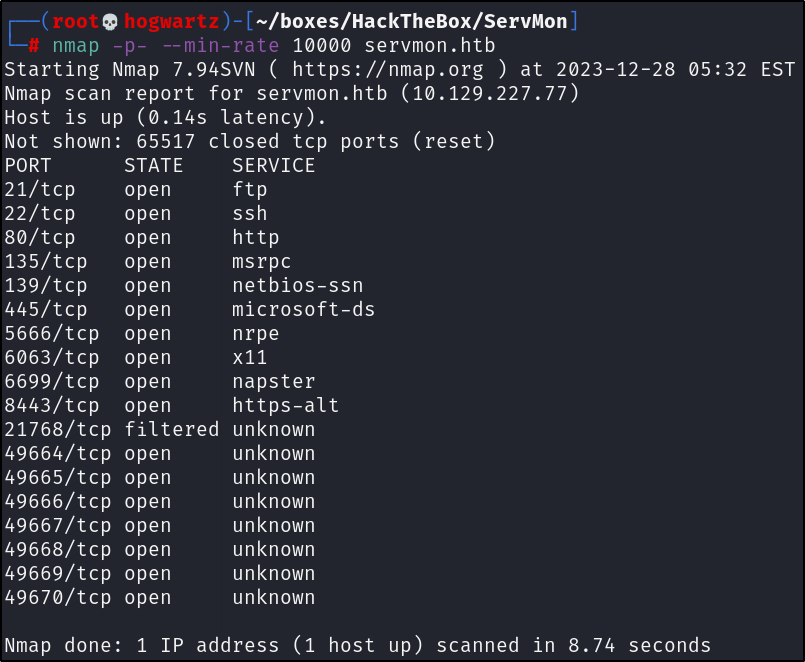 ┌──(root💀hogwartz)-[~/boxes/HackTheBox/ServMon]
└─# nmap -p- --min-rate 10000 servmon.htb
Starting Nmap 7.94SVN ( https://nmap.org ) at 2023-12-28 05:32 EST
Nmap scan report for servmon.htb (10.129.227.77)
Host is up (0.14s latency).
Not shown: 65517 closed tcp ports (reset)
PORT      STATE    SERVICE
21/tcp    open     ftp
22/tcp    open     ssh
80/tcp    open     http
135/tcp   open     msrpc
139/tcp   open     netbios-ssn
445/tcp   open     microsoft-ds
5666/tcp  open     nrpe
6063/tcp  open     x11
6699/tcp  open     napster
8443/tcp  open     https-alt
21768/tcp filtered unknown
49664/tcp open     unknown
49665/tcp open     unknown
49666/tcp open     unknown
49667/tcp open     unknown
49668/tcp open     unknown
49669/tcp open     unknown
49670/tcp open     unknown

Nmap done: 1 IP address (1 host up) scanned in 8.74 seconds